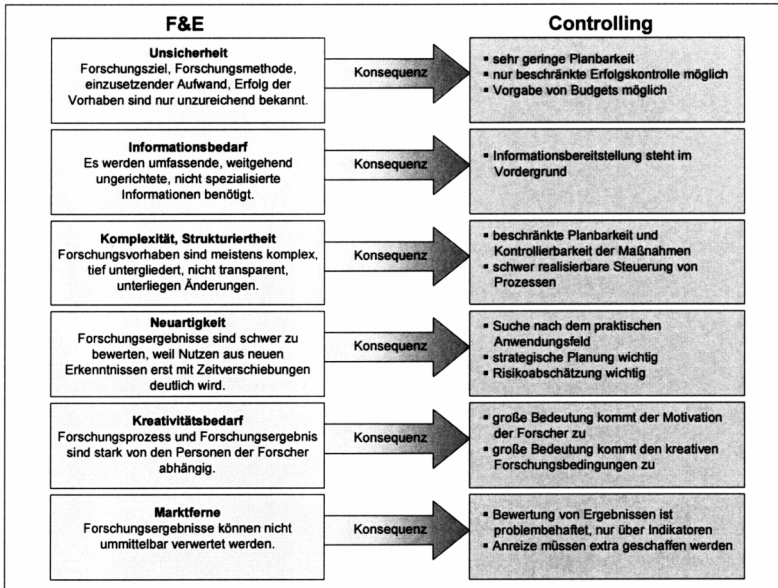 F&E
Controlling
Unsicherheit
Forschungsziel, Forschungsmethode,
einzusetzender Aufwand, Erfolg der
Vorhaben sind nur unzureichend bekannt.
Konsequenz
▪ sehr geringe Planbarkeit
▪ nur beschränkte Erfolgskontrolle möglich
▪ Vorgabe von Budgets möglich
Informationsbedarf
Es werden umfassende, weitgehend
ungerichtete, nicht spezialisierte
Informationen benötigt.
Konsequenz
▪ Informationsbereitstellung steht im
Vordergrund
Komplexität, Strukturiertheit
Forschungsvorhaben sind meistens komplex,
tief untergliedert, nicht transparent,
unterliegen Änderungen.
Konsequenz
▪ beschränkte Planbarkeit und
Kontrollierbarkeit der Maßnahmen
▪ schwer realisierbare Steuerung von
Prozessen
Neuartigkeit
Forschungsergebnisse sind schwer zu
bewerten, weil Nutzen aus neuen
Erkenntnissen erst mit Zeitverschiebungen
deutlich wird.
Konsequenz
▪ Suche nach dem praktischen
Anwendungsfeld
▪ strategische Planung wichtig
▪ Risikoabschätzung wichtig
Kreativitätsbedarf
Forschungsprozess und Forschungsergebnis
sind stark von den Personen der Forscher
abhängig.
Konsequenz
▪ große Bedeutung kommt der Motivation
der Forscher zu
▪ große Bedeutung kommt den kreativen
Forschungsbedingungen zu
Marktferne
Forschungsergebnisse können nicht
ummittelbar verwertet werden.
Konsequenz
▪ Bewertung von Ergebnissen ist
problembehaftet, nur über Indikatoren
▪ Anreize müssen extra geschaffen werden